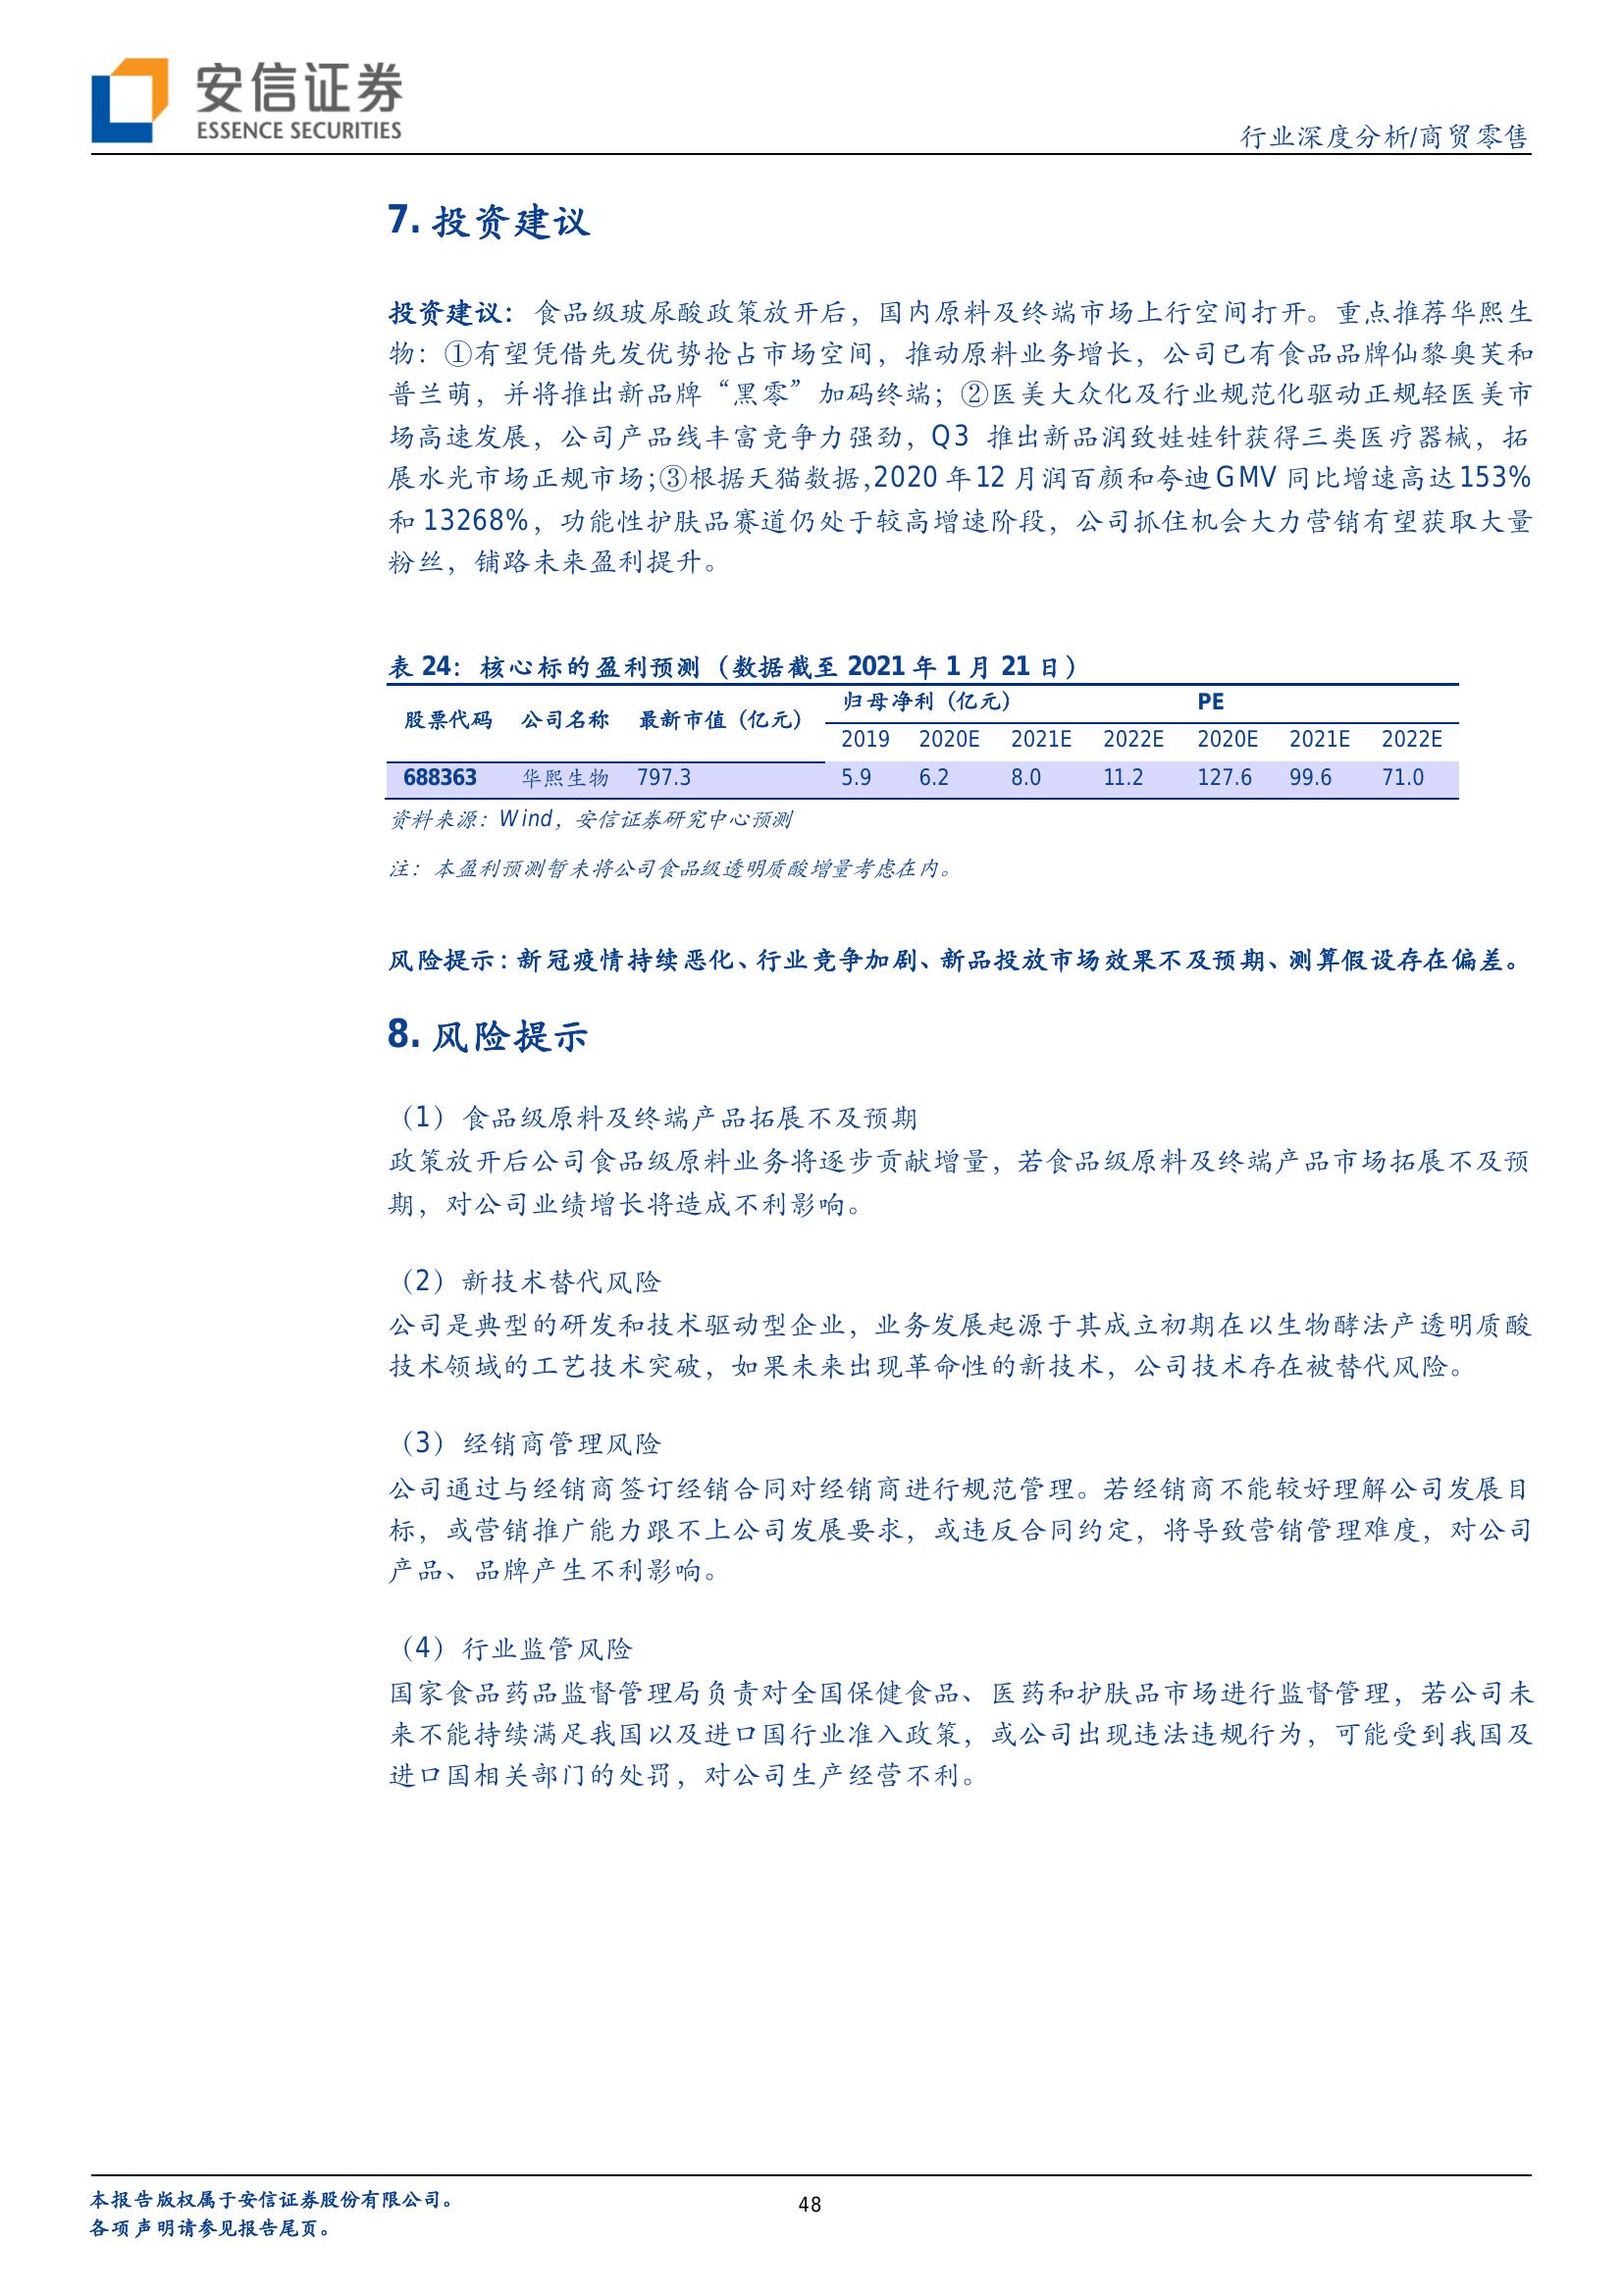 安信证券
ESSENCE SECURITIES
行业深度分析/商贸零售
7. 投资建议
投资建议：食品级玻尿酸政策放开后，国内原料及终端市场上行空间打开。重点推荐华熙生
物：①有望凭借先发优势抢占市场空间，推动原料业务增长，公司已有食品品牌仙黎奥芙和
普兰萌，并将推出新品牌“黑零”加码终端；②医美大众化及行业规范化驱动正规轻医美市
场高速发展，公司产品线丰富竞争力强劲，Q3 推出新品润致娃娃针获得三类医疗器械，拓
展水光市场正规市场；③根据天猫数据,2020 年 12 月润百颜和夸迪 GMV 同比增速高达 153%
和 13268%，功能性护肤品赛道仍处于较高增速阶段，公司抓住机会大力营销有望获取大量
粉丝，铺路未来盈利提升。
表 24：核心标的盈利预测（数据截至 2021 年 1 月 21 日）
股票代码 公司名称 最新市值（亿元） 归母净利（亿元） PE
2019 2020E 2021E 2022E 2020E 2021E 2022E
688363 华熙生物 797.3 5.9 6.2 8.0 11.2 127.6 99.6 71.0
资料来源：Wind，安信证券研究中心预测
注：本盈利预测暂未将公司食品级透明质酸增量考虑在内。
风险提示：新冠疫情持续恶化、行业竞争加剧、新品投放市场效果不及预期、测算假设存在偏差。
8. 风险提示
（1）食品级原料及终端产品拓展不及预期
政策放开后公司食品级原料业务将逐步贡献增量，若食品级原料及终端产品市场拓展不及预
期，对公司业绩增长将造成不利影响。
（2）新技术替代风险
公司是典型的研发和技术驱动型企业，业务发展起源于其成立初期在以生物酵法产透明质酸
技术领域的工艺技术突破，如果未来出现革命性的新技术，公司技术存在被替代风险。
（3）经销商管理风险
公司通过与经销商签订经销合同对经销商进行规范管理。若经销商不能较好理解公司发展目
标，或营销推广能力跟不上公司发展要求，或违反合同约定，将导致营销管理难度，对公司
产品、品牌产生不利影响。
（4）行业监管风险
国家食品药品监督管理局负责对全国保健食品、医药和护肤品市场进行监督管理，若公司未
来不能持续满足我国以及进口国行业准入政策，或公司出现违法违规行为，可能受到我国及
进口国相关部门的处罚，对公司生产经营不利。
本报告版权属于安信证券股份有限公司。
各项声明请参见报告尾页。
48